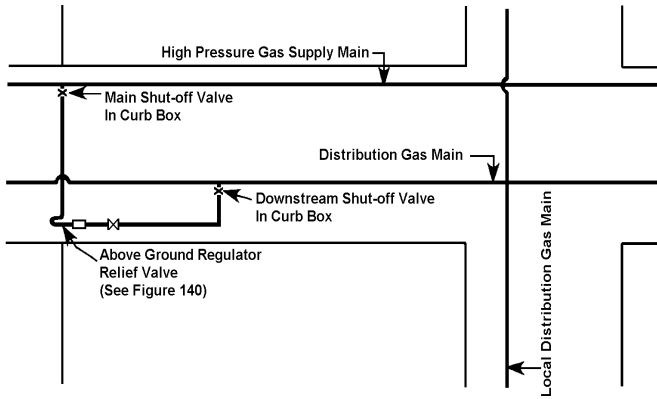 High Pressure Gas Supply Main
Main Shut-off Valve
In Curb Box
Distribution Gas Main
Downstream Shut-off Valve
In Curb Box
Above Ground Regulator
Relief Valve
(See Figure 140)
Local Distribution Gas Main